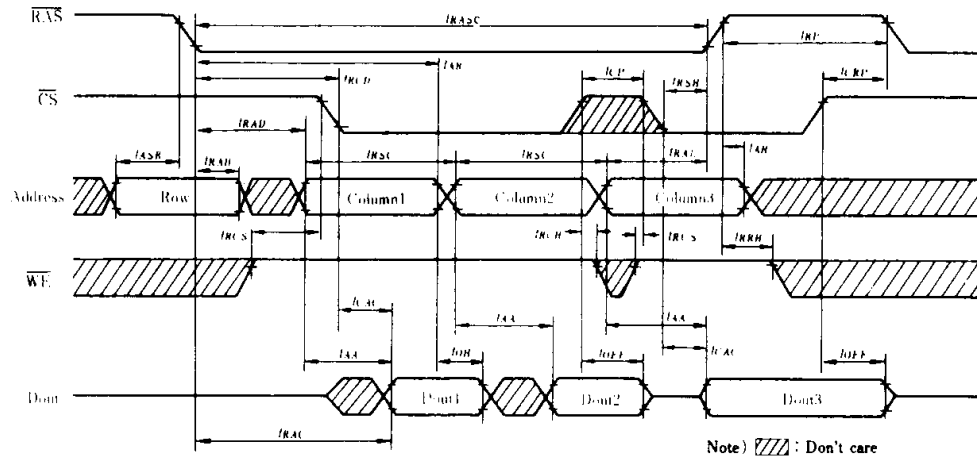 RAS
tRASC
tRP
tAR
tRCD
tCP
tRSH
tCRP
CS
tRAD
tASR
tRAH
tRSC
tRSC
tRAL
tAH
Address
Row
Column1
Column2
Column3
tRCS
tRCH
tRCS
tRRH
WE
tCAC
tAA
tAA
tAA
tCAC
tOH
tOFF
tOFF
Dout
Dout1
Dout2
Dout3
tRAC
Note) : Don't care